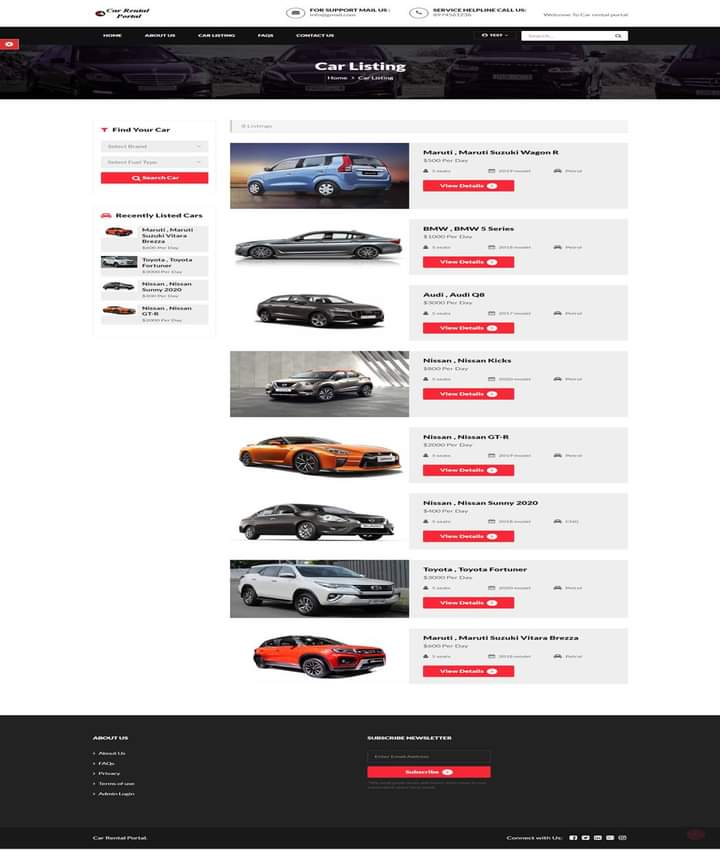 Car Rental
Portal
FOR SUPPORT MAIL US :
info@gmail.com
SERVICE HELPLINE CALL US:
8974561236
Welcome To Car rental portal
HOME
ABOUT US
CAR LISTING
FAQS
CONTACT US
TEST
Search...
Car Listing
Home > Car Listing
Find Your Car
Select Brand
Select Fuel Type
Search Car
Recently Listed Cars
Maruti , Maruti
Suzuki Vitara
Brezza
$600 Per Day
Toyota , Toyota
Fortuner
$3000 Per Day
Nissan , Nissan
Sunny 2020
$400 Per Day
Nissan , Nissan
GT-R
$2000 Per Day
8 Listings
Maruti , Maruti Suzuki Wagon R
$500 Per Day
5 seats
2019 model
Petrol
View Details
BMW , BMW 5 Series
$1000 Per Day
5 seats
2018 model
Petrol
View Details
Audi , Audi Q8
$3000 Per Day
5 seats
2017 model
Petrol
View Details
Nissan , Nissan Kicks
$800 Per Day
5 seats
2020 model
Petrol
View Details
Nissan , Nissan GT-R
$2000 Per Day
5 seats
2019 model
Petrol
View Details
Nissan , Nissan Sunny 2020
$400 Per Day
5 seats
2018 model
CNG
View Details
Toyota , Toyota Fortuner
$3000 Per Day
5 seats
2020 model
Petrol
View Details
Maruti , Maruti Suzuki Vitara Brezza
$600 Per Day
5 seats
2018 model
Petrol
View Details
ABOUT US
About Us
FAQs
Privacy
Terms of use
Admin Login
SUBSCRIBE NEWSLETTER
Enter Email Address
Subscribe
Car Rental Portal.
Connect with Us: